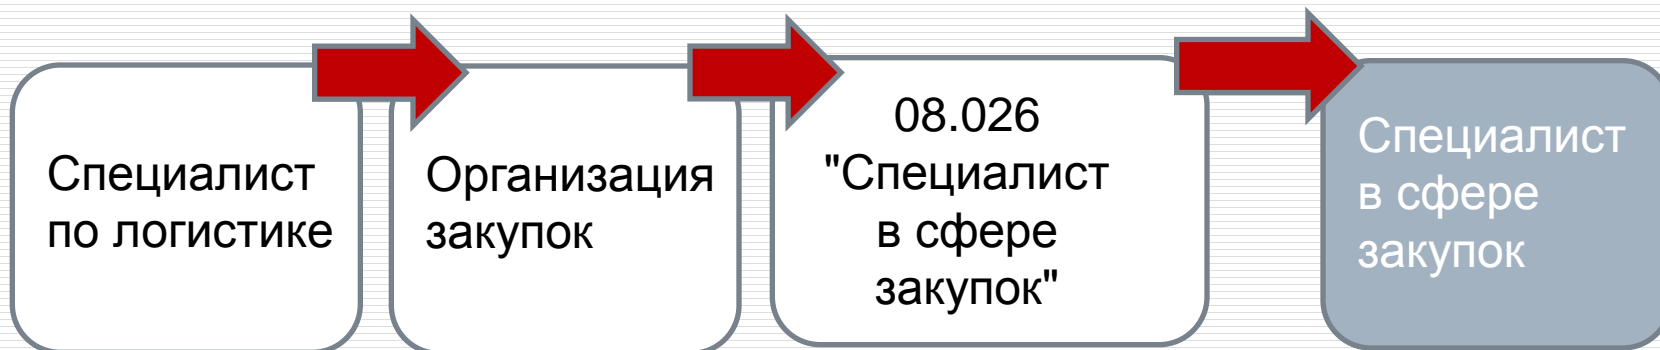 Специалист
по логистике
Организация
закупок
08.026
"Специалист
в сфере
закупок"
Специалист
в сфере
закупок